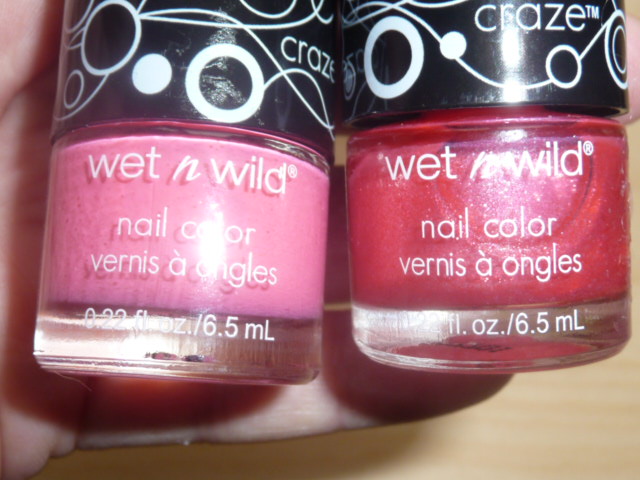 craze
wet n wild®
nail color
vernis à ongles
0.22 fl. oz./6.5 mL
craze™
wet n wild®
nail color
vernis à ongles
fl. oz./6.5 mL